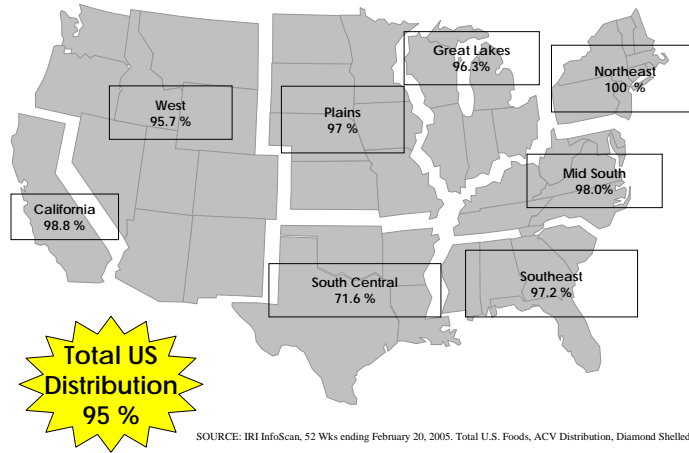 Great Lakes
96.3%
Northeast
100 %
West
95.7 %
Plains
97 %
Mid South
98.0%
California
98.8 %
South Central
71.6 %
Southeast
97.2 %
Total US
Distribution
95 %
SOURCE: IRI InfoScan, 52 Wks ending February 20, 2005. Total U.S. Foods, ACV Distribution, Diamond Shelled